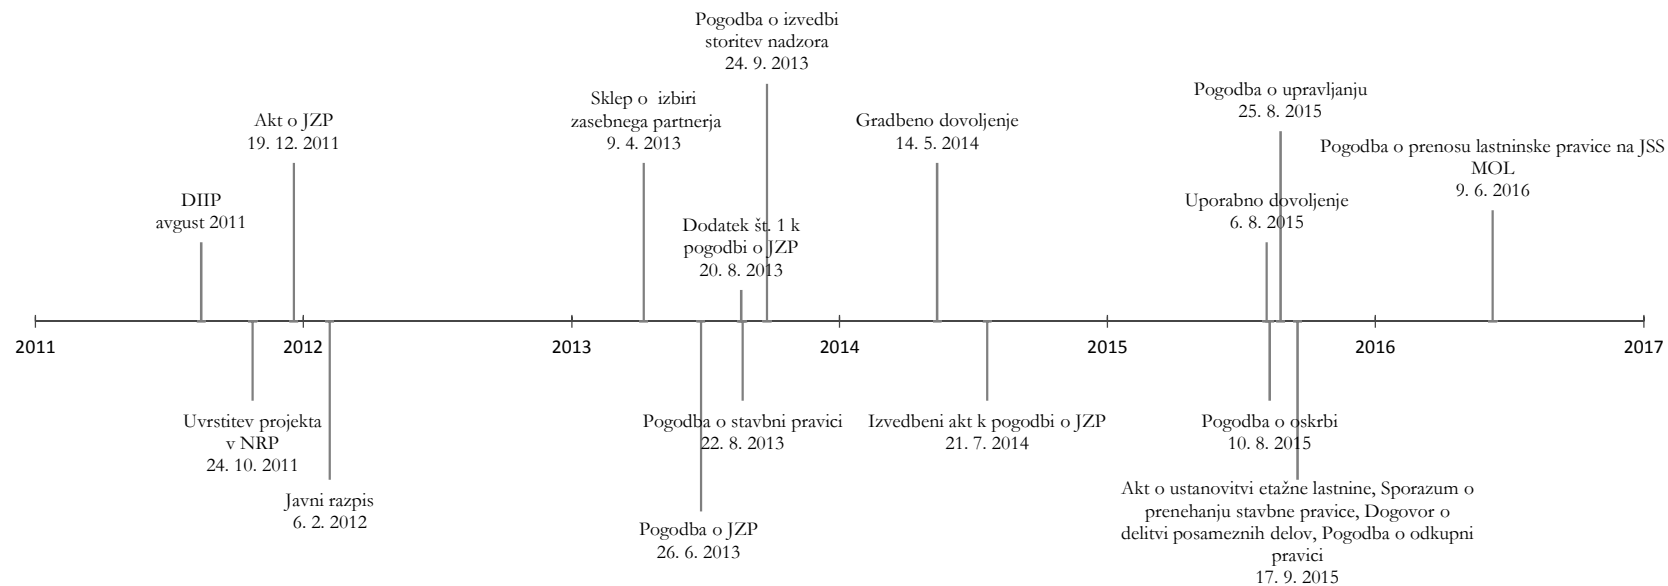 Pogodba o izvedbi
storitev nadzora
24. 9. 2013
Sklep o  izbiri
zasebnega partnerja
9. 4. 2013
Akt o JZP
19. 12. 2011
Gradbeno dovoljenje
14. 5. 2014
Pogodba o upravljanju
25. 8. 2015
Pogodba o prenosu lastninske pravice na JSS
MOL
9. 6. 2016
DIIP
avgust 2011
Dodatek št. 1 k
pogodbi o JZP
20. 8. 2013
Uporabno dovoljenje
6. 8. 2015
2011
2012
2013
2014
2015
2016
2017
Uvrstitev projekta
v NRP
24. 10. 2011
Javni razpis
6. 2. 2012
Pogodba o stavbni pravici
22. 8. 2013
Pogodba o JZP
26. 6. 2013
Izvedbeni akt k pogodbi o JZP
21. 7. 2014
Pogodba o oskrbi
10. 8. 2015
Akt o ustanovitvi etažne lastnine, Sporazum o
prenehanju stavbne pravice, Dogovor o
delitvi posameznih delov, Pogodba o odkupni
pravici
17. 9. 2015